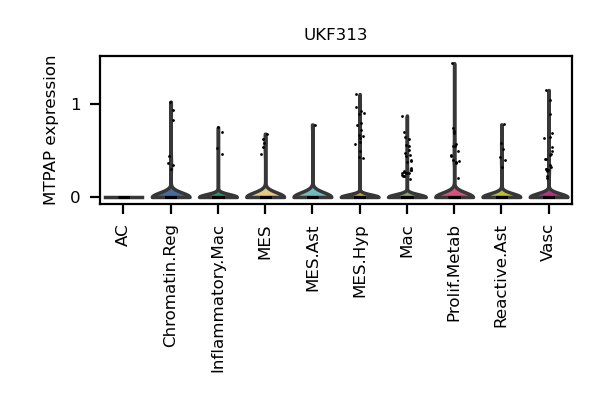 UKF313
MTPAP expression
1
0
AC
Chromatin.Reg
Inflammatory.Mac
MES
MES.Ast
MES.Hyp
Mac
Prolif.Metab
Reactive.Ast
Vasc